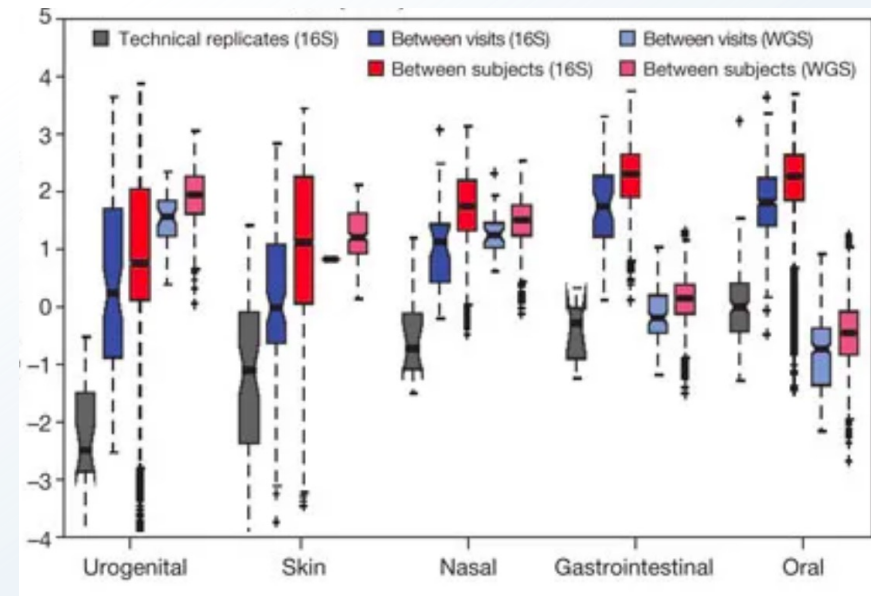 Technical replicates (16S)
Between visits (16S)
Between visits (WGS)
Between subjects (16S)
Between subjects (WGS)
5
4
3
2
1
0
–1
–2
–3
–4
Urogenital
Skin
Nasal
Gastrointestinal
Oral